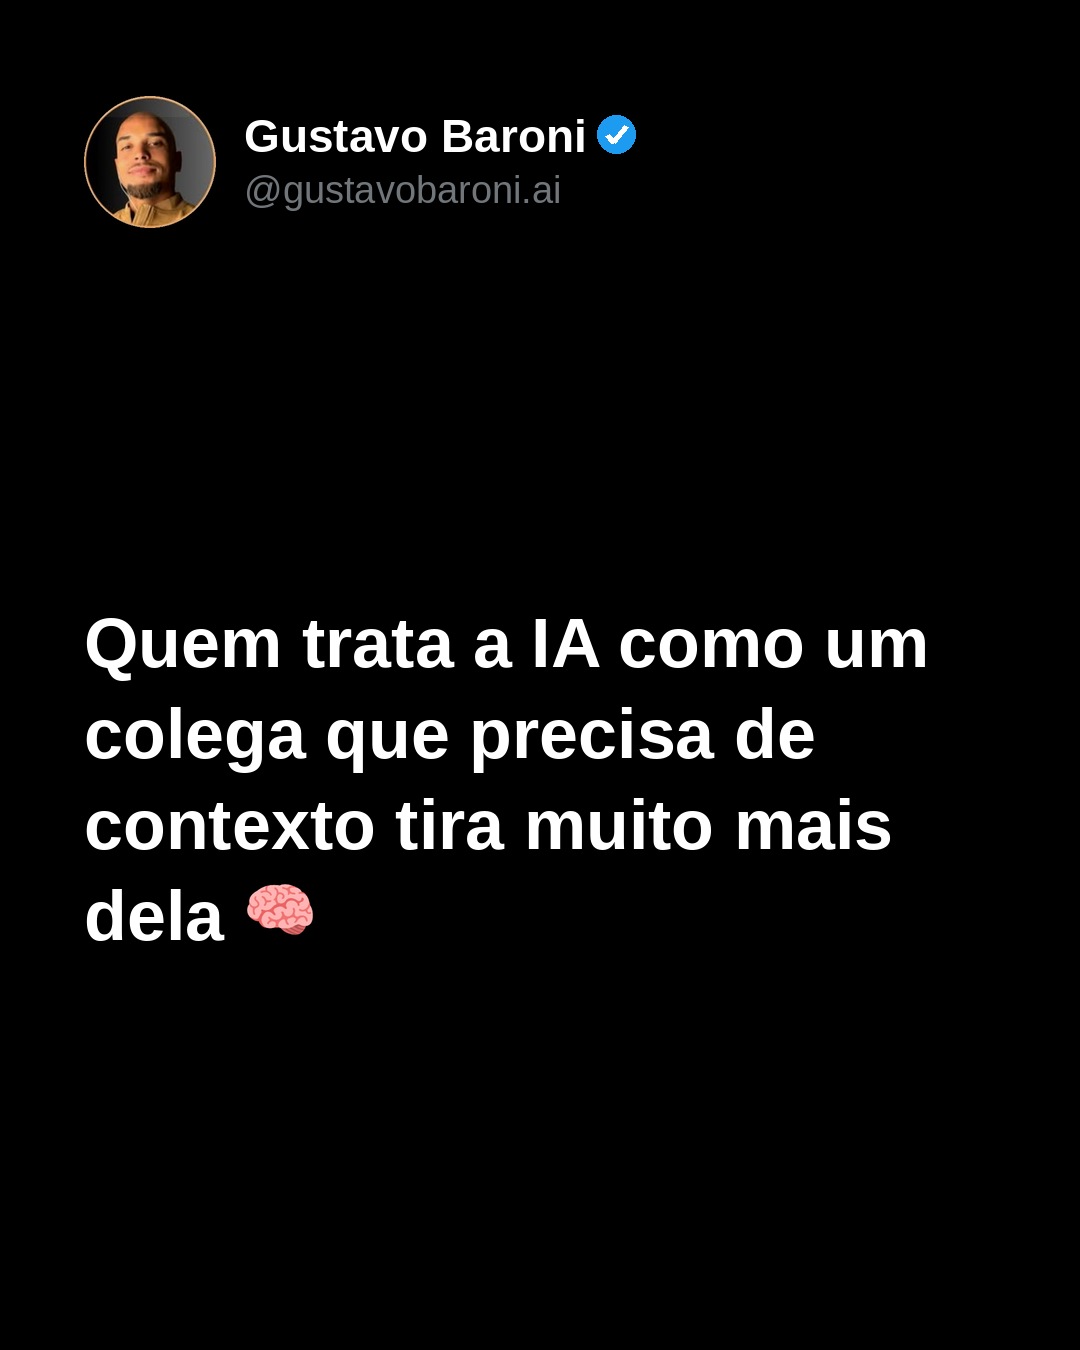 Gustavo Baroni
@gustavobaroni.ai
Quem trata a IA como um
colega que precisa de
contexto tira muito mais
dela 🧠